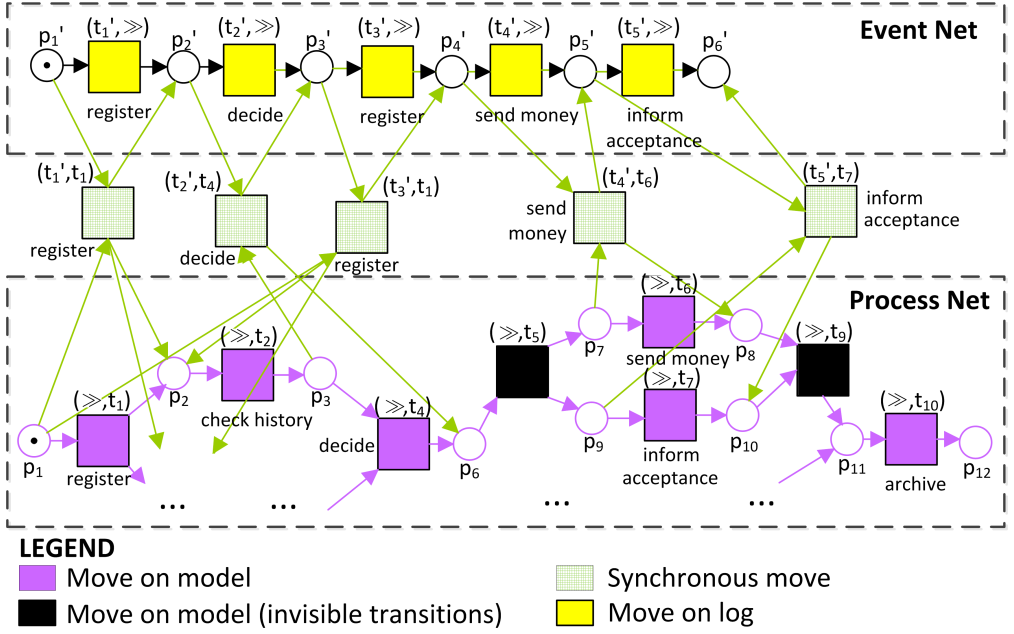 Event Net
(t₁',≫) (t₂',≫) (t₃',≫) (t₄',≫) (t₅',≫)
p₁' p₂' p₃' p₄' p₅' p₆'
register decide register send money inform
acceptance
(t₁',t₁) (t₂',t₄) (t₃',t₁) (t₄',t₆) (t₅',t₇)
register decide register send
money
inform
acceptance
Process Net
(≫,t₆)
(≫,t₅) (≫,t₉)
p₇ send money p₈
(≫,t₂) (≫,t₇)
p₂ check history p₃
(≫,t₁) (≫,t₄) (≫,t₁₀)
decide
p₁ register p₆ p₉ inform
acceptance
p₁₀ p₁₁ archive p₁₂
... ... ... ...
LEGEND
Move on model Synchronous move
Move on model (invisible transitions) Move on log